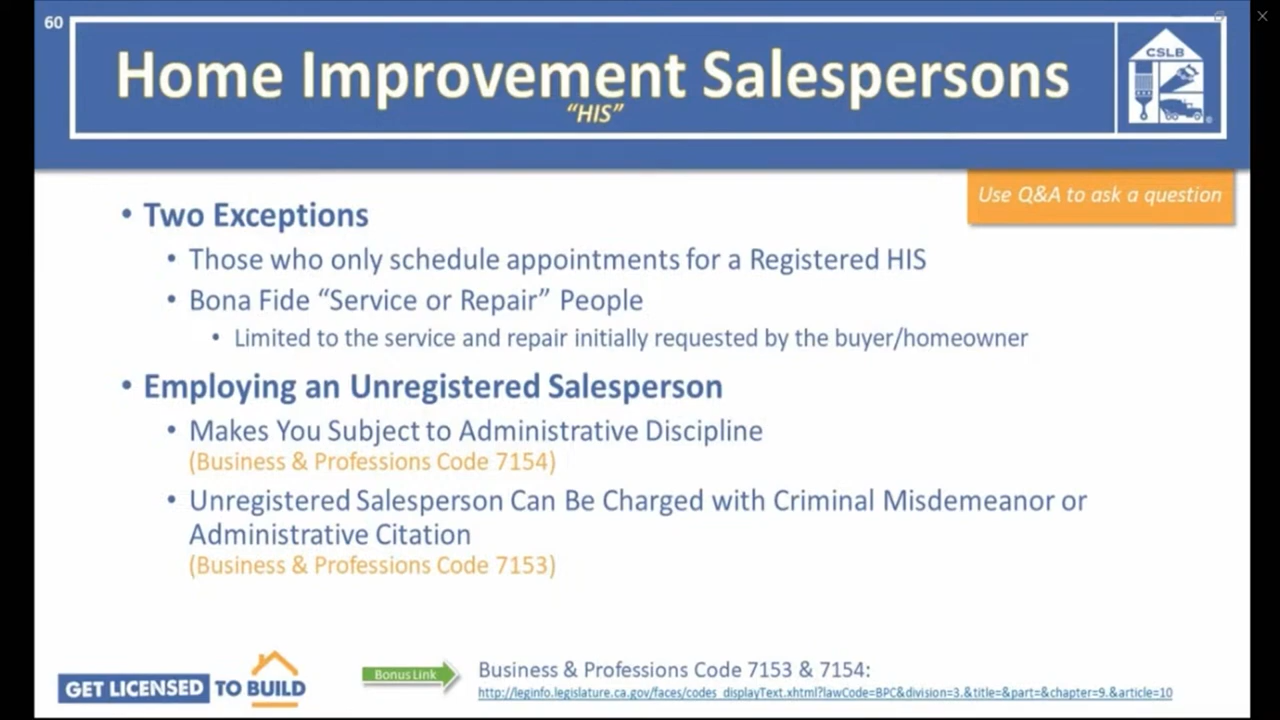 60
Home Improvement Salespersons
"HIS"
CSLB
Use Q&A to ask a question
• Two Exceptions
• Those who only schedule appointments for a Registered HIS
• Bona Fide “Service or Repair” People
• Limited to the service and repair initially requested by the buyer/homeowner
• Employing an Unregistered Salesperson
• Makes You Subject to Administrative Discipline
(Business & Professions Code 7154)
• Unregistered Salesperson Can Be Charged with Criminal Misdemeanor or
Administrative Citation
(Business & Professions Code 7153)
GET LICENSED TO BUILD
Bonus Link
Business & Professions Code 7153 & 7154:
http://leginfo.legislature.ca.gov/faces/codes_displayText.xhtml?lawCode=BPC&division=3.&title=&part=&chapter=9.&article=10